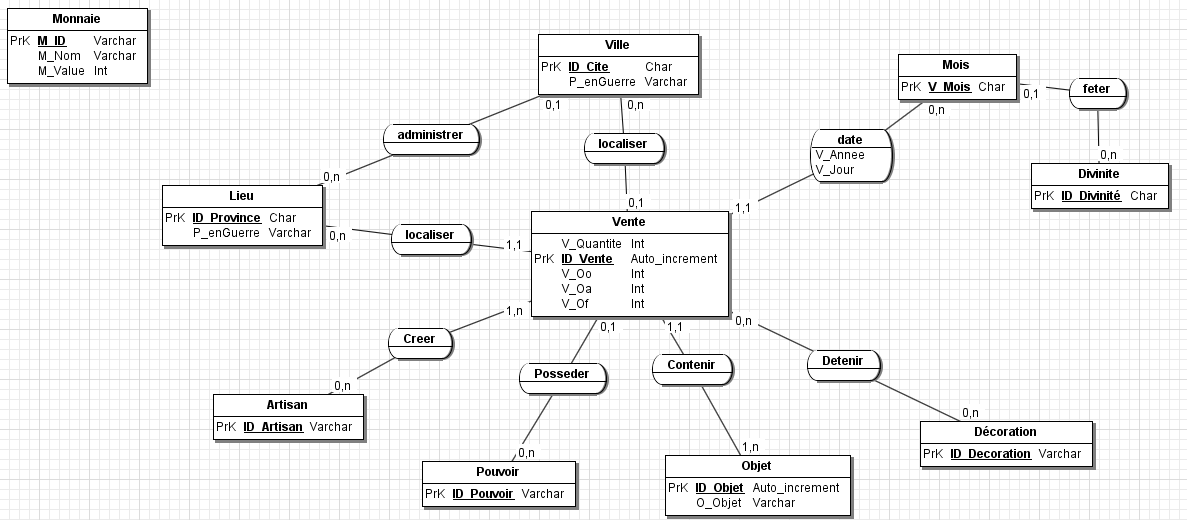 Monnaie
PrK M_ID Varchar
M_Nom Varchar
M_Value Int
Ville
PrK ID_Cite Char
P_enGuerre Varchar
0,1
0,n
Mois
PrK V_Mois Char
0,1
0,n
feter
administrer
localiser
date
V_Annee
V_Jour
0,n
Divinite
PrK ID_Divinité Char
0,n
Lieu
PrK ID_Province Char
P_enGuerre Varchar
0,n
localiser
1,1
0,1
1,1
Vente
V_Quantite Int
PrK ID_Vente Auto_increment
V_Oo Int
V_Oa Int
V_Of Int
1,n
0,1
1,1
0,n
Creer
Posseder
Contenir
Detenir
0,n
Artisan
PrK ID_Artisan Varchar
0,n
Pouvoir
PrK ID_Pouvoir Varchar
1,n
Objet
PrK ID_Objet Auto_increment
O_Objet Varchar
0,n
Décoration
PrK ID_Decoration Varchar